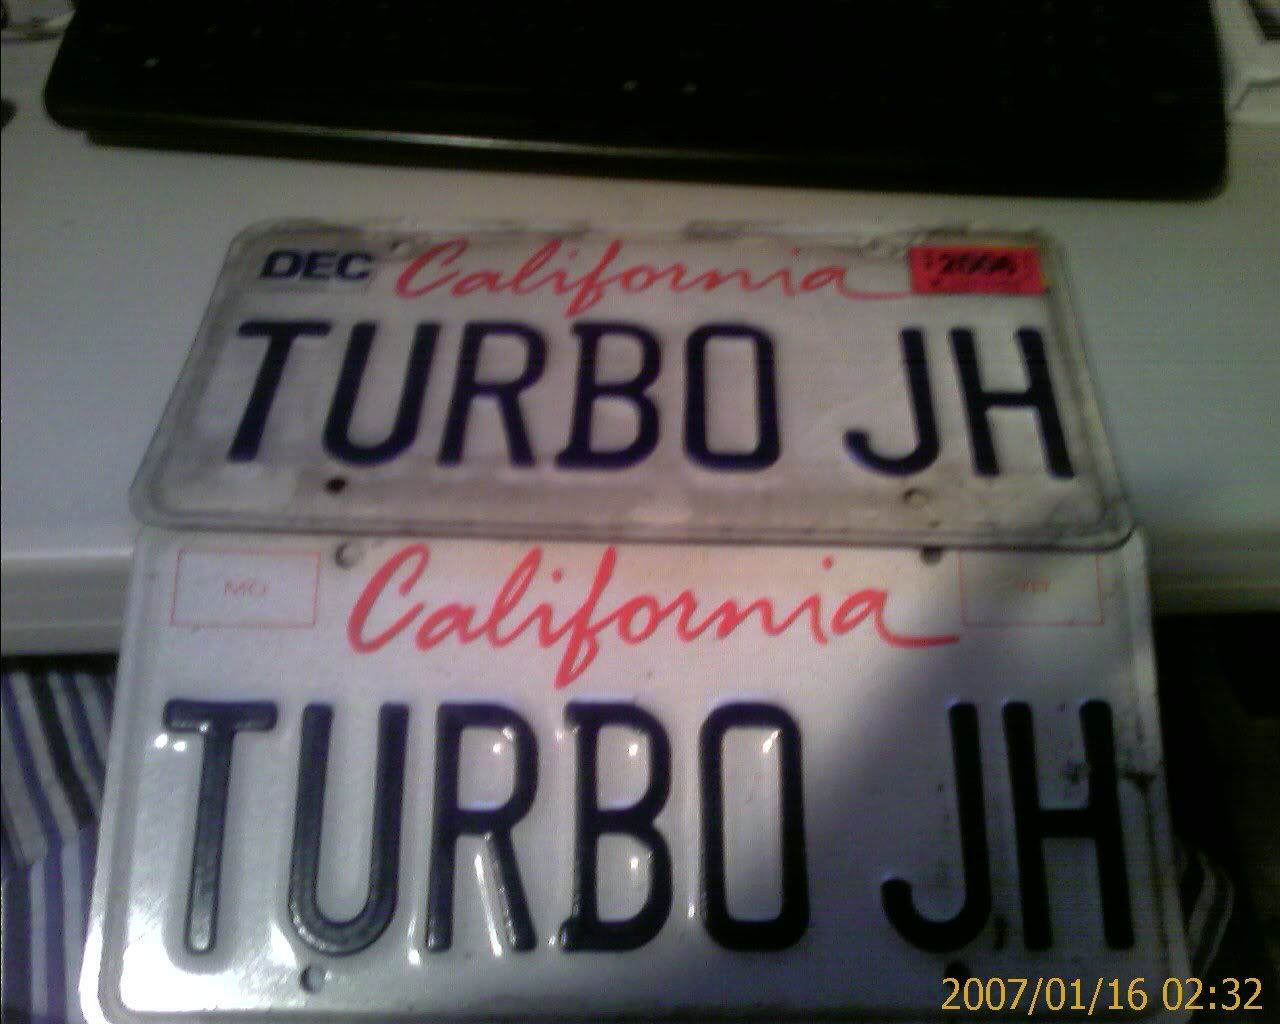 DEC California
TURBO JH
MO California
TURBO JH
2007/01/16 02:32